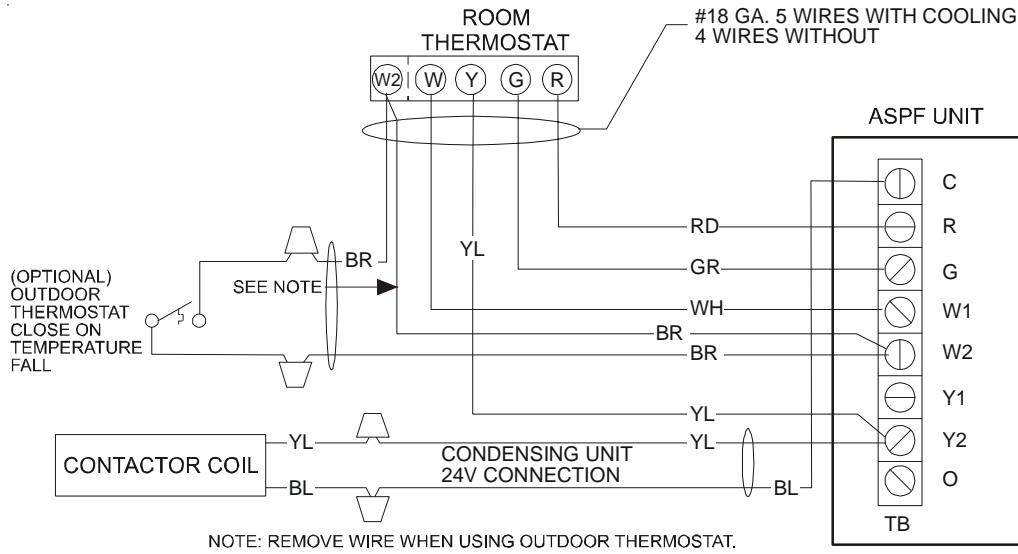 ROOM
THERMOSTAT
#18 GA. 5 WIRES WITH COOLING
4 WIRES WITHOUT
W2 W Y G R
ASPF UNIT
C
RD R
YL
GR G
BR
(OPTIONAL)
OUTDOOR
THERMOSTAT
CLOSE ON
TEMPERATURE
FALL
SEE NOTE
WH W1
BR
BR W2
Y1
YL
YL YL Y2
CONTACTOR COIL
CONDENSING UNIT
24V CONNECTION
BL BL O
TB
NOTE: REMOVE WIRE WHEN USING OUTDOOR THERMOSTAT.